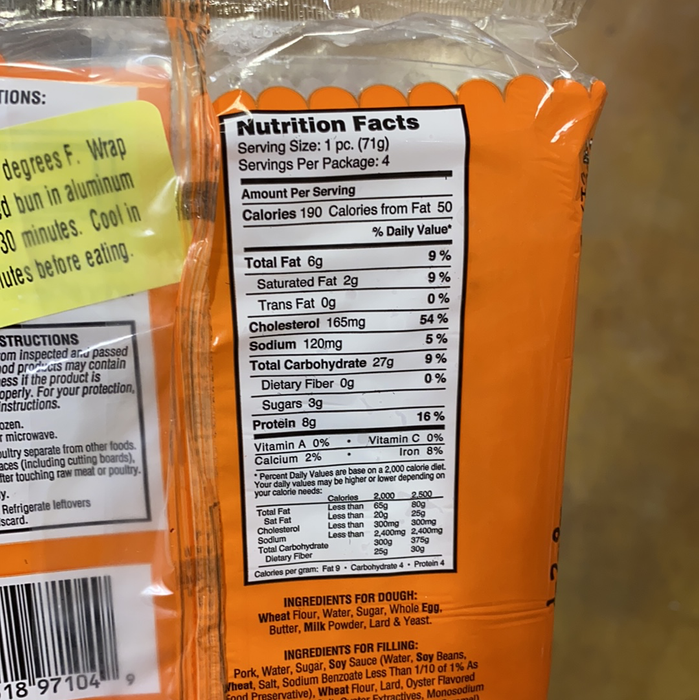 TIONS:
degrees F. Wrap
d bun in aluminum
30 minutes. Cool in
utes before eating.
STRUCTIONS
om Inspected and passed
od products may contain
ess if the product is
operly. For your protection,
nstructions.
ozen.
r microwave.
oultry separate from other foods.
aces (including cutting boards),
fter touching raw meat or poultry.
y.
Refrigerate leftovers
scard.
18 97104 9
Nutrition Facts
Serving Size: 1 pc. (71g)
Servings Per Package: 4
Amount Per Serving
Calories 190 Calories from Fat 50
% Daily Value*
Total Fat 6g 9 %
Saturated Fat 2g 9 %
Trans Fat 0g 0 %
Cholesterol 165mg 54 %
Sodium 120mg 5 %
Total Carbohydrate 27g 9 %
Dietary Fiber 0g 0 %
Sugars 3g
Protein 8g 16 %
Vitamin A 0% • Vitamin C 0%
Calcium 2% • Iron 8%
* Percent Daily Values are base on a 2,000 calorie diet.
Your daily values may be higher or lower depending on
your calorie needs:
Calories 2,000 2,500
Total Fat Less than 65g 80g
Sat Fat Less than 20g 25g
Cholesterol Less than 300mg 300mg
Sodium Less than 2,400mg 2,400mg
Total Carbohydrate 300g 375g
Dietary Fiber 25g 30g
Calories per gram: Fat 9 • Carbohydrate 4 • Protein 4
INGREDIENTS FOR DOUGH:
Wheat Flour, Water, Sugar, Whole Egg,
Butter, Milk Powder, Lard & Yeast.
INGREDIENTS FOR FILLING:
Pork, Water, Sugar, Soy Sauce (Water, Soy Beans,
Wheat, Salt, Sodium Benzoate Less Than 1/10 of 1% As
Food Preservative), Wheat Flour, Lard, Oyster Flavored
Extractives, Monosodium